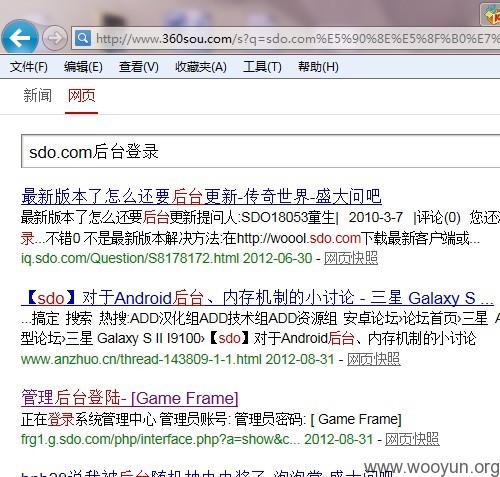 http://www.360sou.com/s?q=sdo.com%E5%90%8E%E5%8F%B0%E7%
文件(F) 编辑(E) 查看(V) 收藏夹(A) 工具(T) 帮助(H)
新闻 网页
sdo.com后台登录
最新版本了怎么还要后台更新-传奇世界-盛大问吧
最新版本了怎么还要后台更新提问人:SDO18053童生| 2010-3-7 |评论(0) 您还
录...不错0 不是最新版本解决方法:在http://woool.sdo.com下载最新客户端或...
iq.sdo.com/Question/S8178172.html 2012-06-30 - 网页快照
【sdo】对于Android后台、内存机制的小讨论 - 三星 Galaxy S ...
...搞定 搜索 热搜:ADD汉化组ADD技术组ADD资源组 安卓论坛›论坛首页›三星 A
型论坛›三星 Galaxy S II I9100›【sdo】对于Android后台、内存机制的小讨论
www.anzhuo.cn/thread-143809-1-1.html 2012-08-31 - 网页快照
管理后台登陆- [Game Frame]
正在登录系统管理中心 管理员账号: 管理员密码: [ Game Frame]
frg1.g.sdo.com/php/interface.php?a=show&c... 2012-08-31 - 网页快照
www.wooyun.org